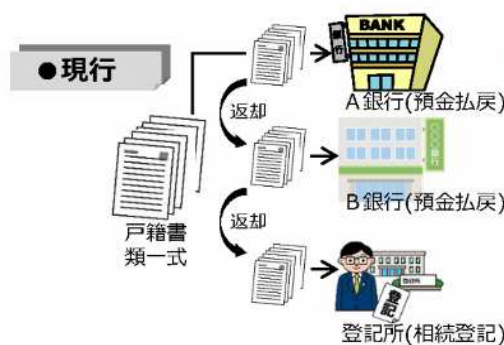 ●現行
BANK
銀行
A銀行(預金払戻)
返却
○○銀行
B銀行(預金払戻)
返却
戸籍書
類一式
登記
登記所(相続登記)